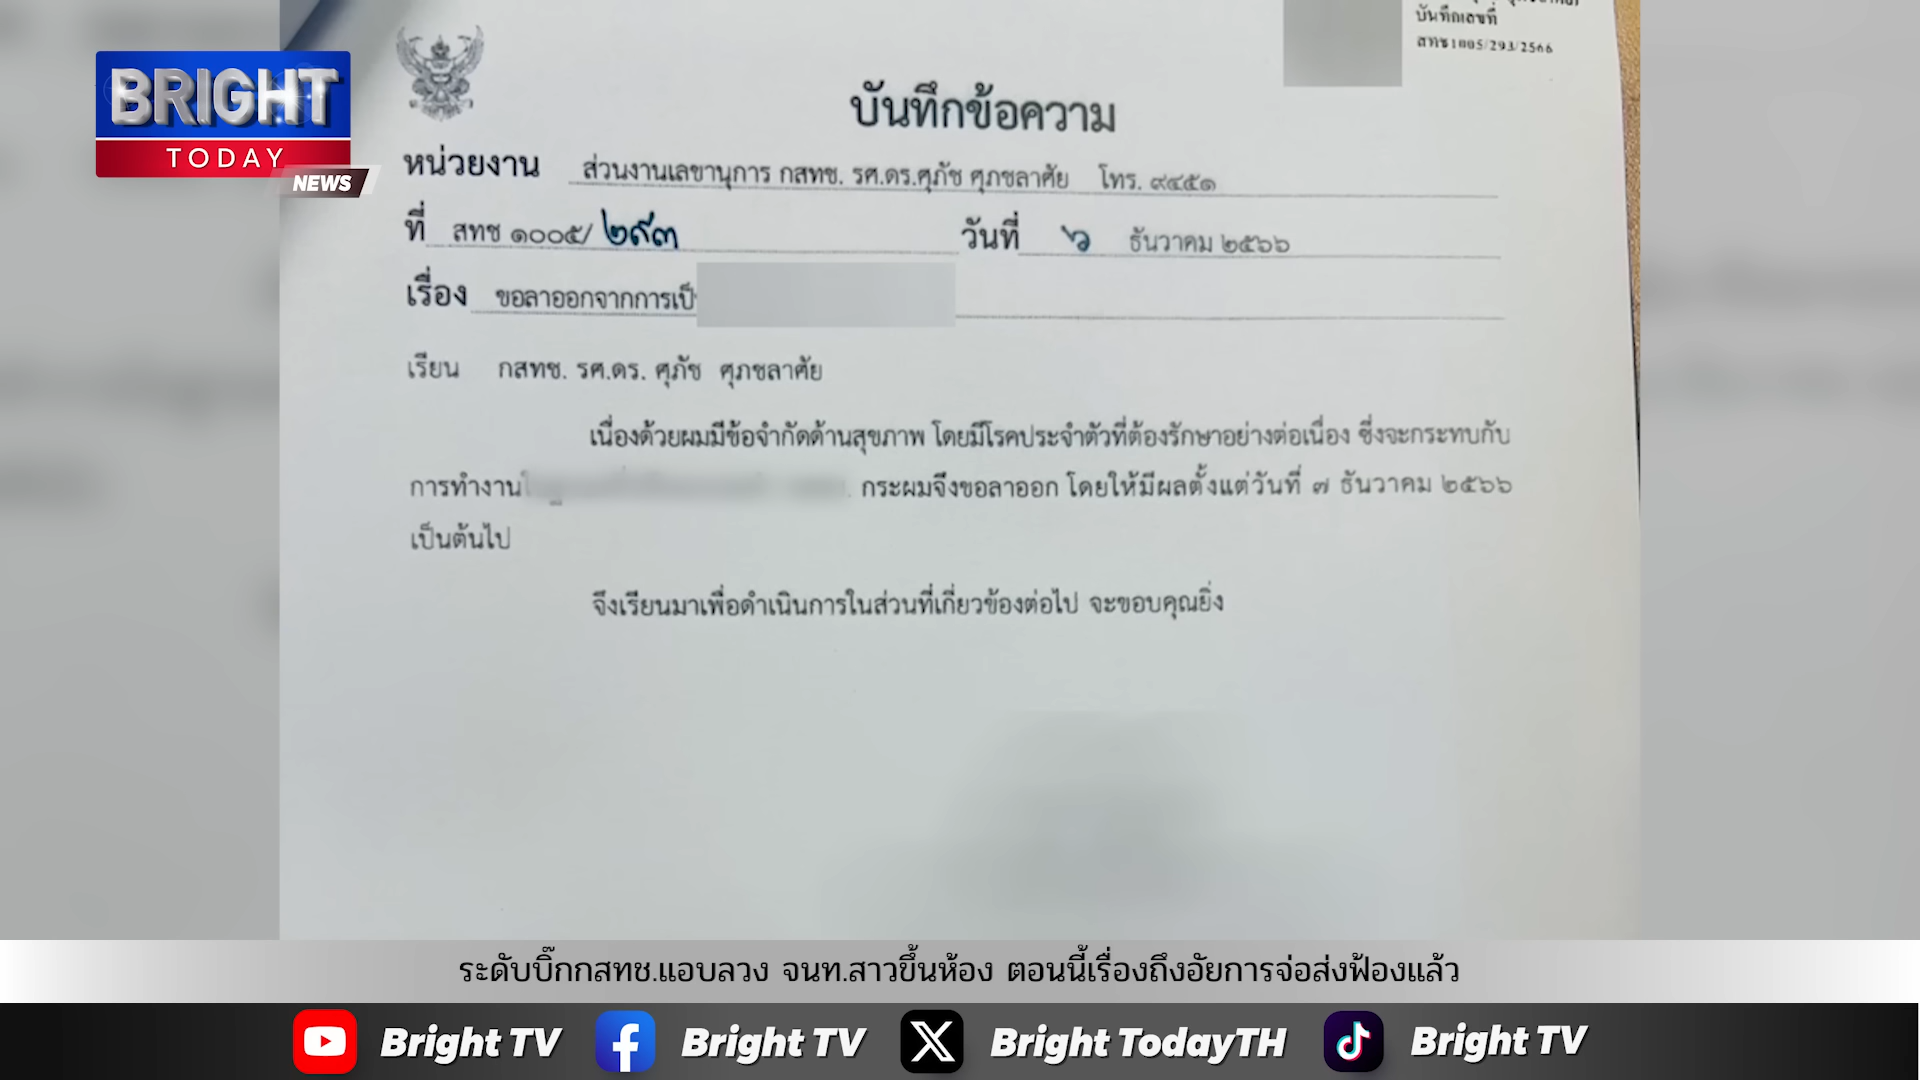 BRIGHT
TODAY
NEWS
บันทึกเลขที่
สทช1005/293/2566
บันทึกข้อความ
หน่วยงาน ส่วนงานเลขานุการ กสทช. รศ.ดร.ศุภัช ศุภชลาศัย โทร. ๙๔๕๑
ที่ สทช ๑๐๐๕/ ๒๙๓ วันที่ ๖ ธันวาคม ๒๕๖๖
เรื่อง ขอลาออกจากการเป็
เรียน กสทช. รศ.ดร. ศุภัช ศุภชลาศัย
เนื่องด้วยผมมีข้อจำกัดด้านสุขภาพ โดยมีโรคประจำตัวที่ต้องรักษาอย่างต่อเนื่อง ซึ่งจะกระทบกับ
การทำงาน กระผมจึงขอลาออก โดยให้มีผลตั้งแต่วันที่ ๗ ธันวาคม ๒๕๖๖
เป็นต้นไป
จึงเรียนมาเพื่อดำเนินการในส่วนที่เกี่ยวข้องต่อไป จะขอบคุณยิ่ง
ระดับบิ๊กกสทช.แอบลวง จนท.สาวขึ้นห้อง ตอนนี้เรื่องถึงอัยการจ่อส่งฟ้องแล้ว
Bright TV Bright TV Bright TodayTH Bright TV